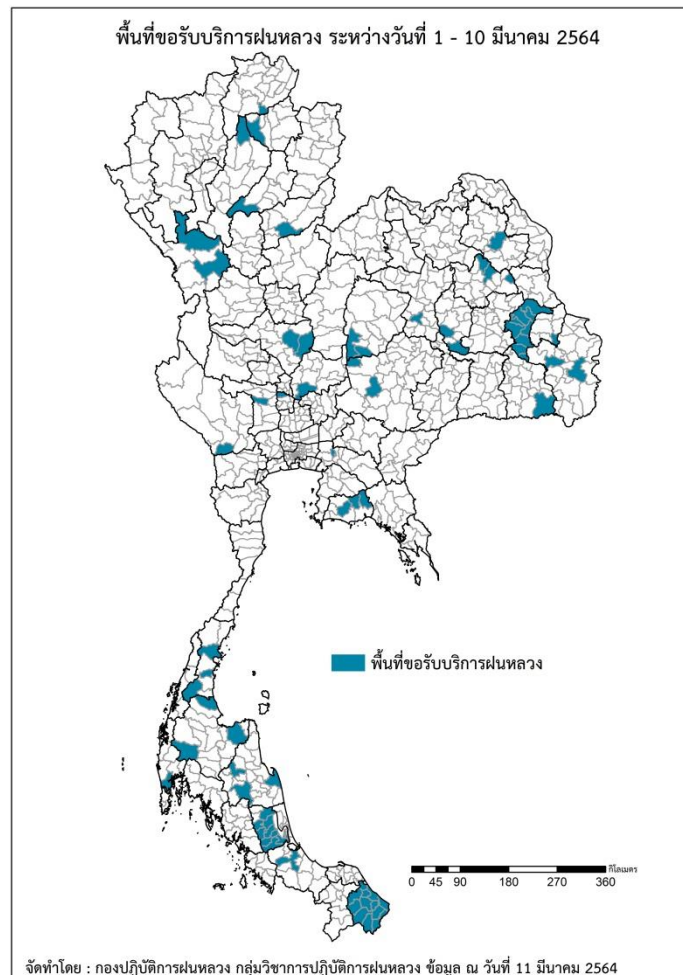 พื้นที่ขอรับบริการฝนหลวง ระหว่างวันที่ 1 - 10 มีนาคม 2564
พื้นที่ขอรับบริการฝนหลวง
กิโลเมตร
0 45 90 180 270 360
จัดทำโดย : กองปฏิบัติการฝนหลวง กลุ่มวิชาการปฏิบัติการฝนหลวง ข้อมูล ณ วันที่ 11 มีนาคม 2564